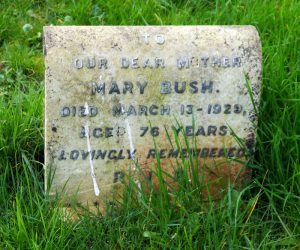 TO
OUR DEAR MOTHER
MARY BUSH.
DIED MARCH 13-1929,
AGED 76 YEARS.
LOVINGLY REMEMBERED